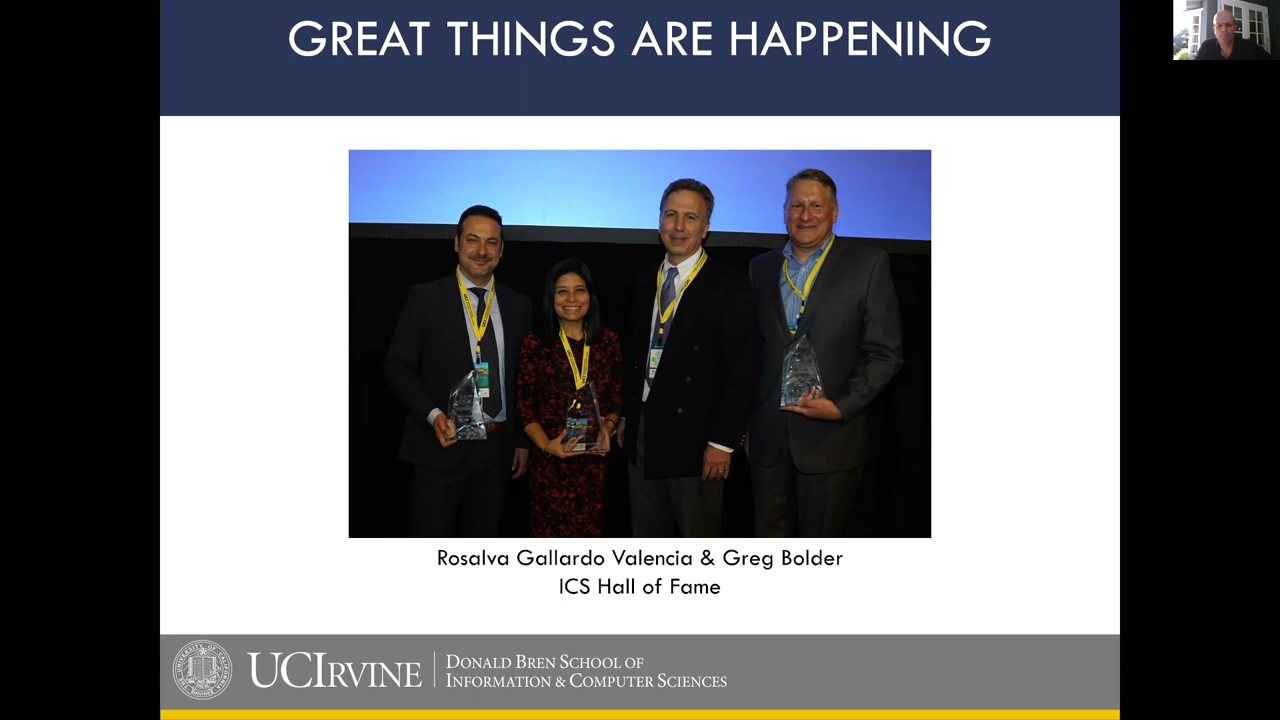 GREAT THINGS ARE HAPPENING
Rosalva Gallardo Valencia & Greg Bolder
ICS Hall of Fame
UCIRVINE
DONALD BREN SCHOOL OF
INFORMATION & COMPUTER SCIENCES